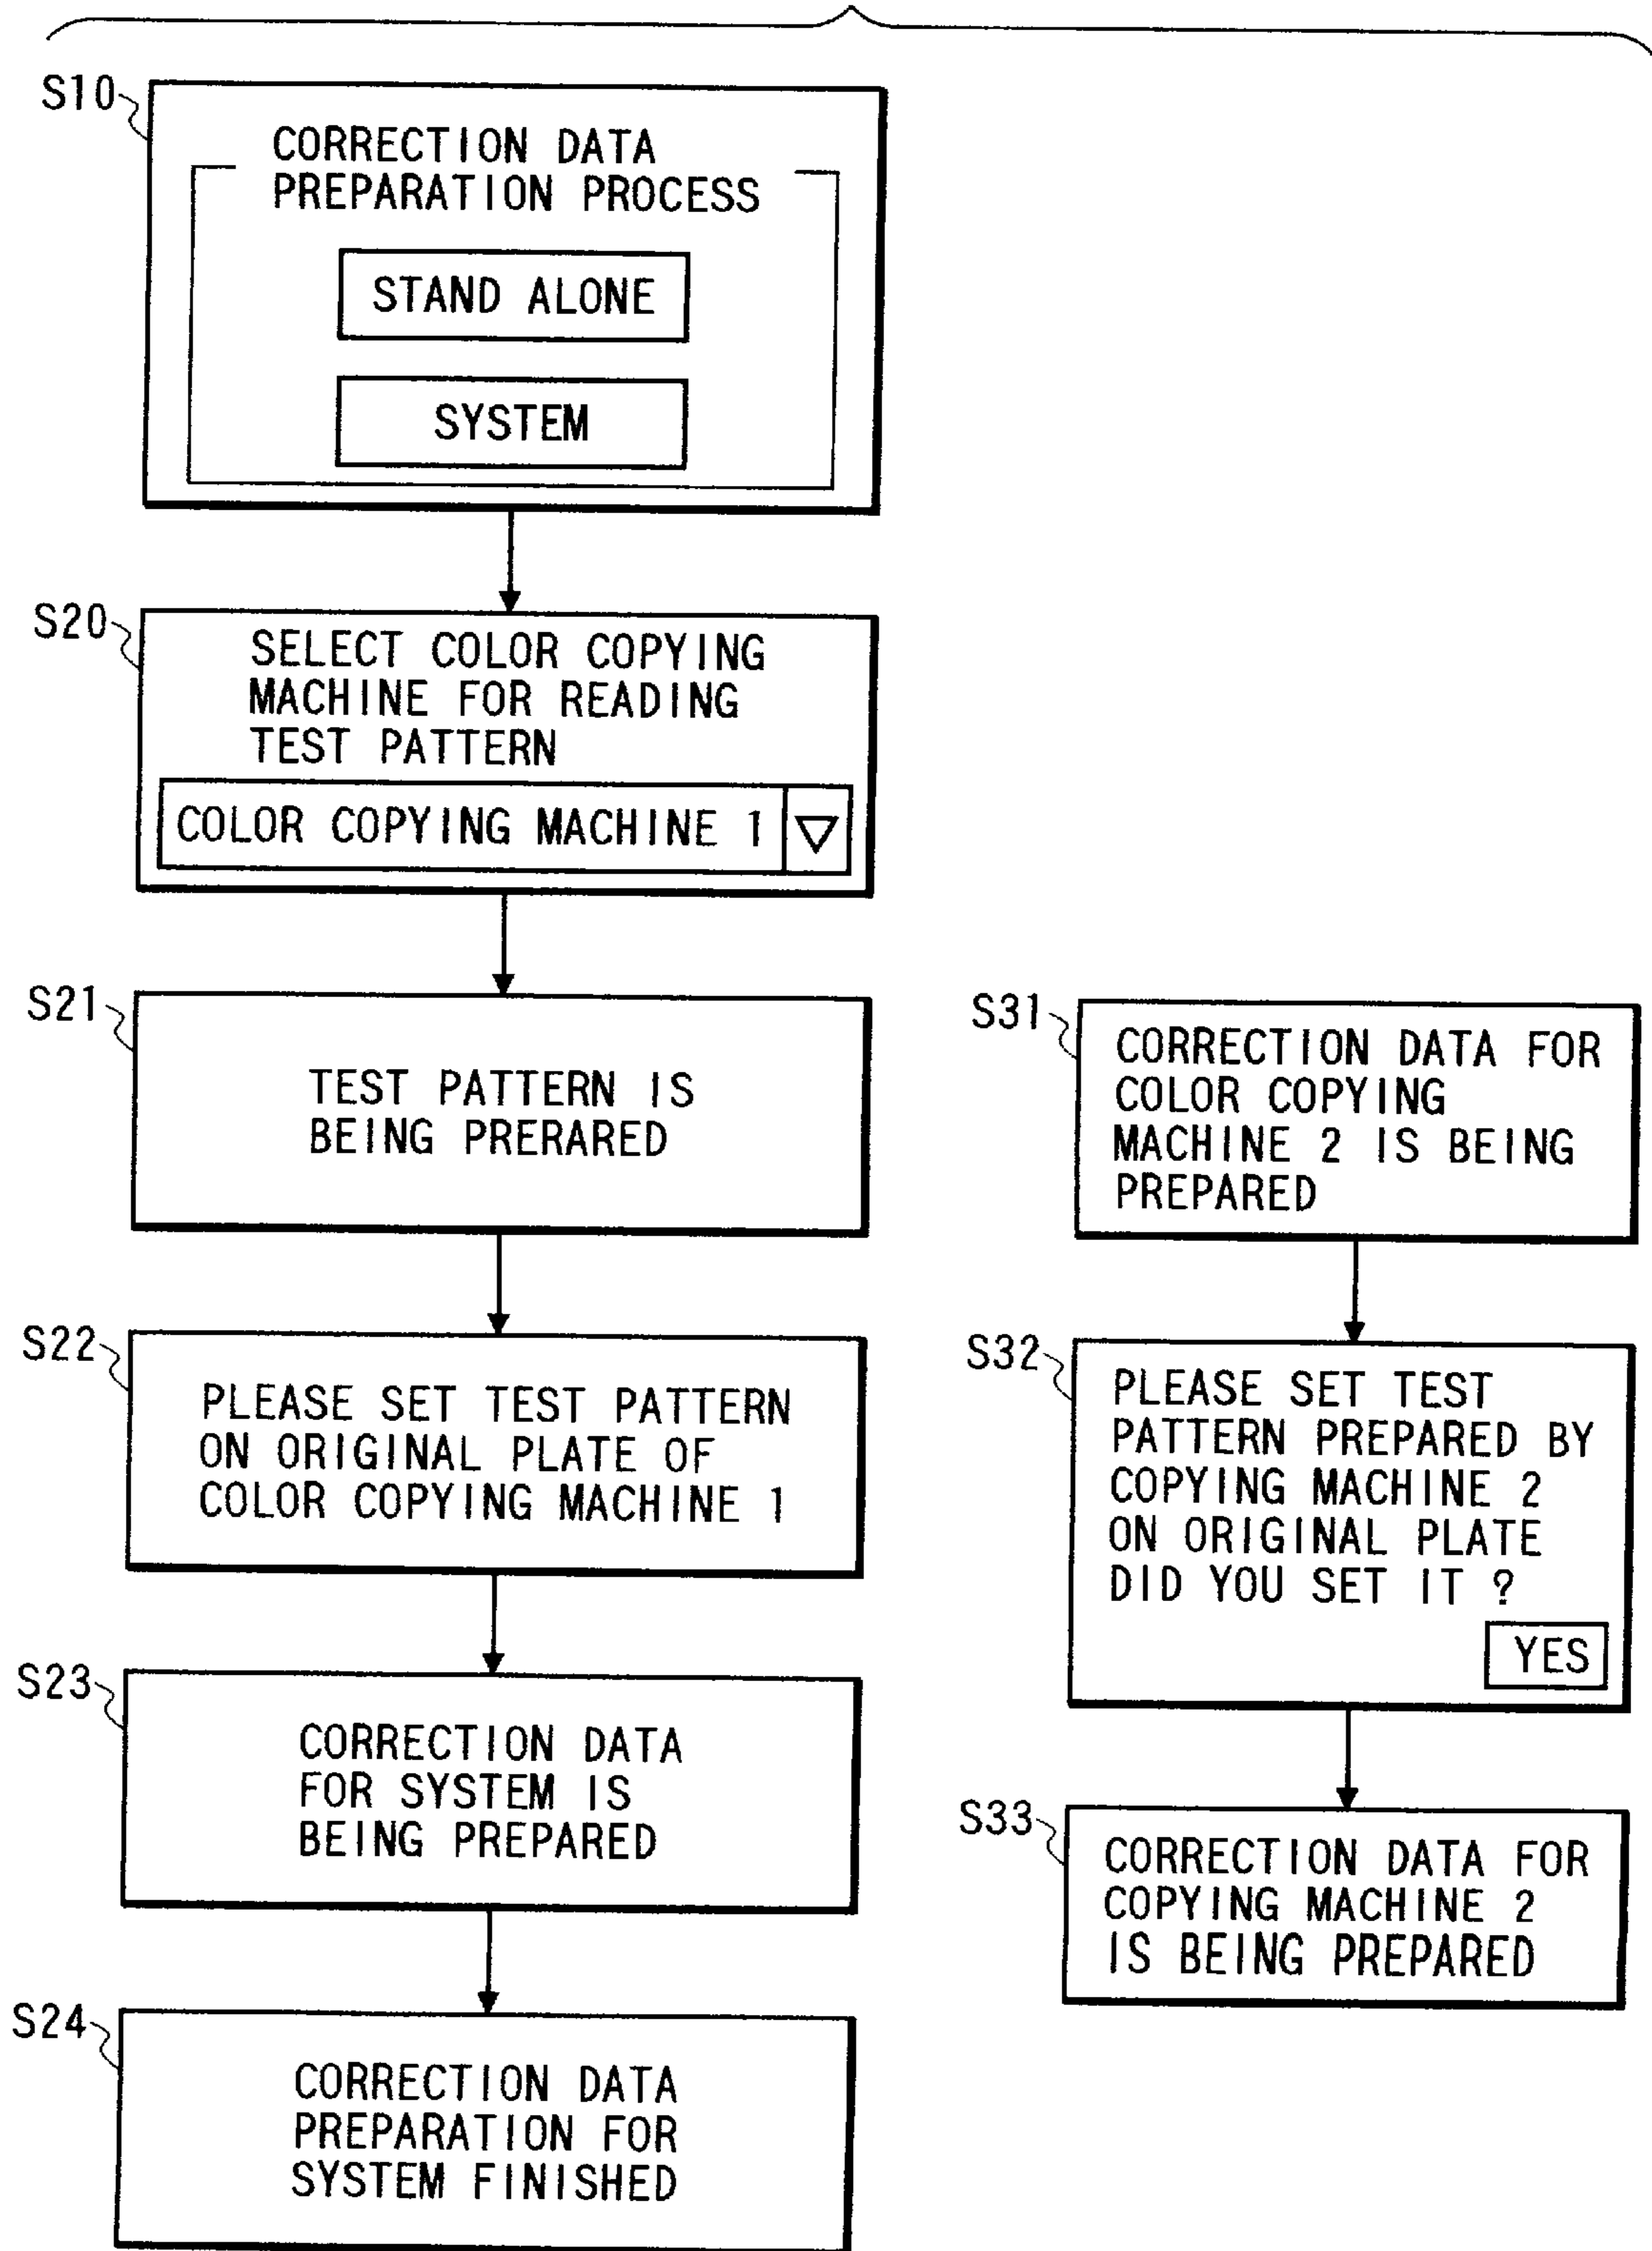 S10
CORRECTION DATA
PREPARATION PROCESS
STAND ALONE
SYSTEM
S20
SELECT COLOR COPYING
MACHINE FOR READING
TEST PATTERN
COLOR COPYING MACHINE 1
S21
TEST PATTERN IS
BEING PRERARED
S22
PLEASE SET TEST PATTERN
ON ORIGINAL PLATE OF
COLOR COPYING MACHINE 1
S23
CORRECTION DATA
FOR SYSTEM IS
BEING PREPARED
S24
CORRECTION DATA
PREPARATION FOR
SYSTEM FINISHED
S31
CORRECTION DATA FOR
COLOR COPYING
MACHINE 2 IS BEING
PREPARED
S32
PLEASE SET TEST
PATTERN PREPARED BY
COPYING MACHINE 2
ON ORIGINAL PLATE
DID YOU SET IT ?
YES
S33
CORRECTION DATA FOR
COPYING MACHINE 2
IS BEING PREPARED